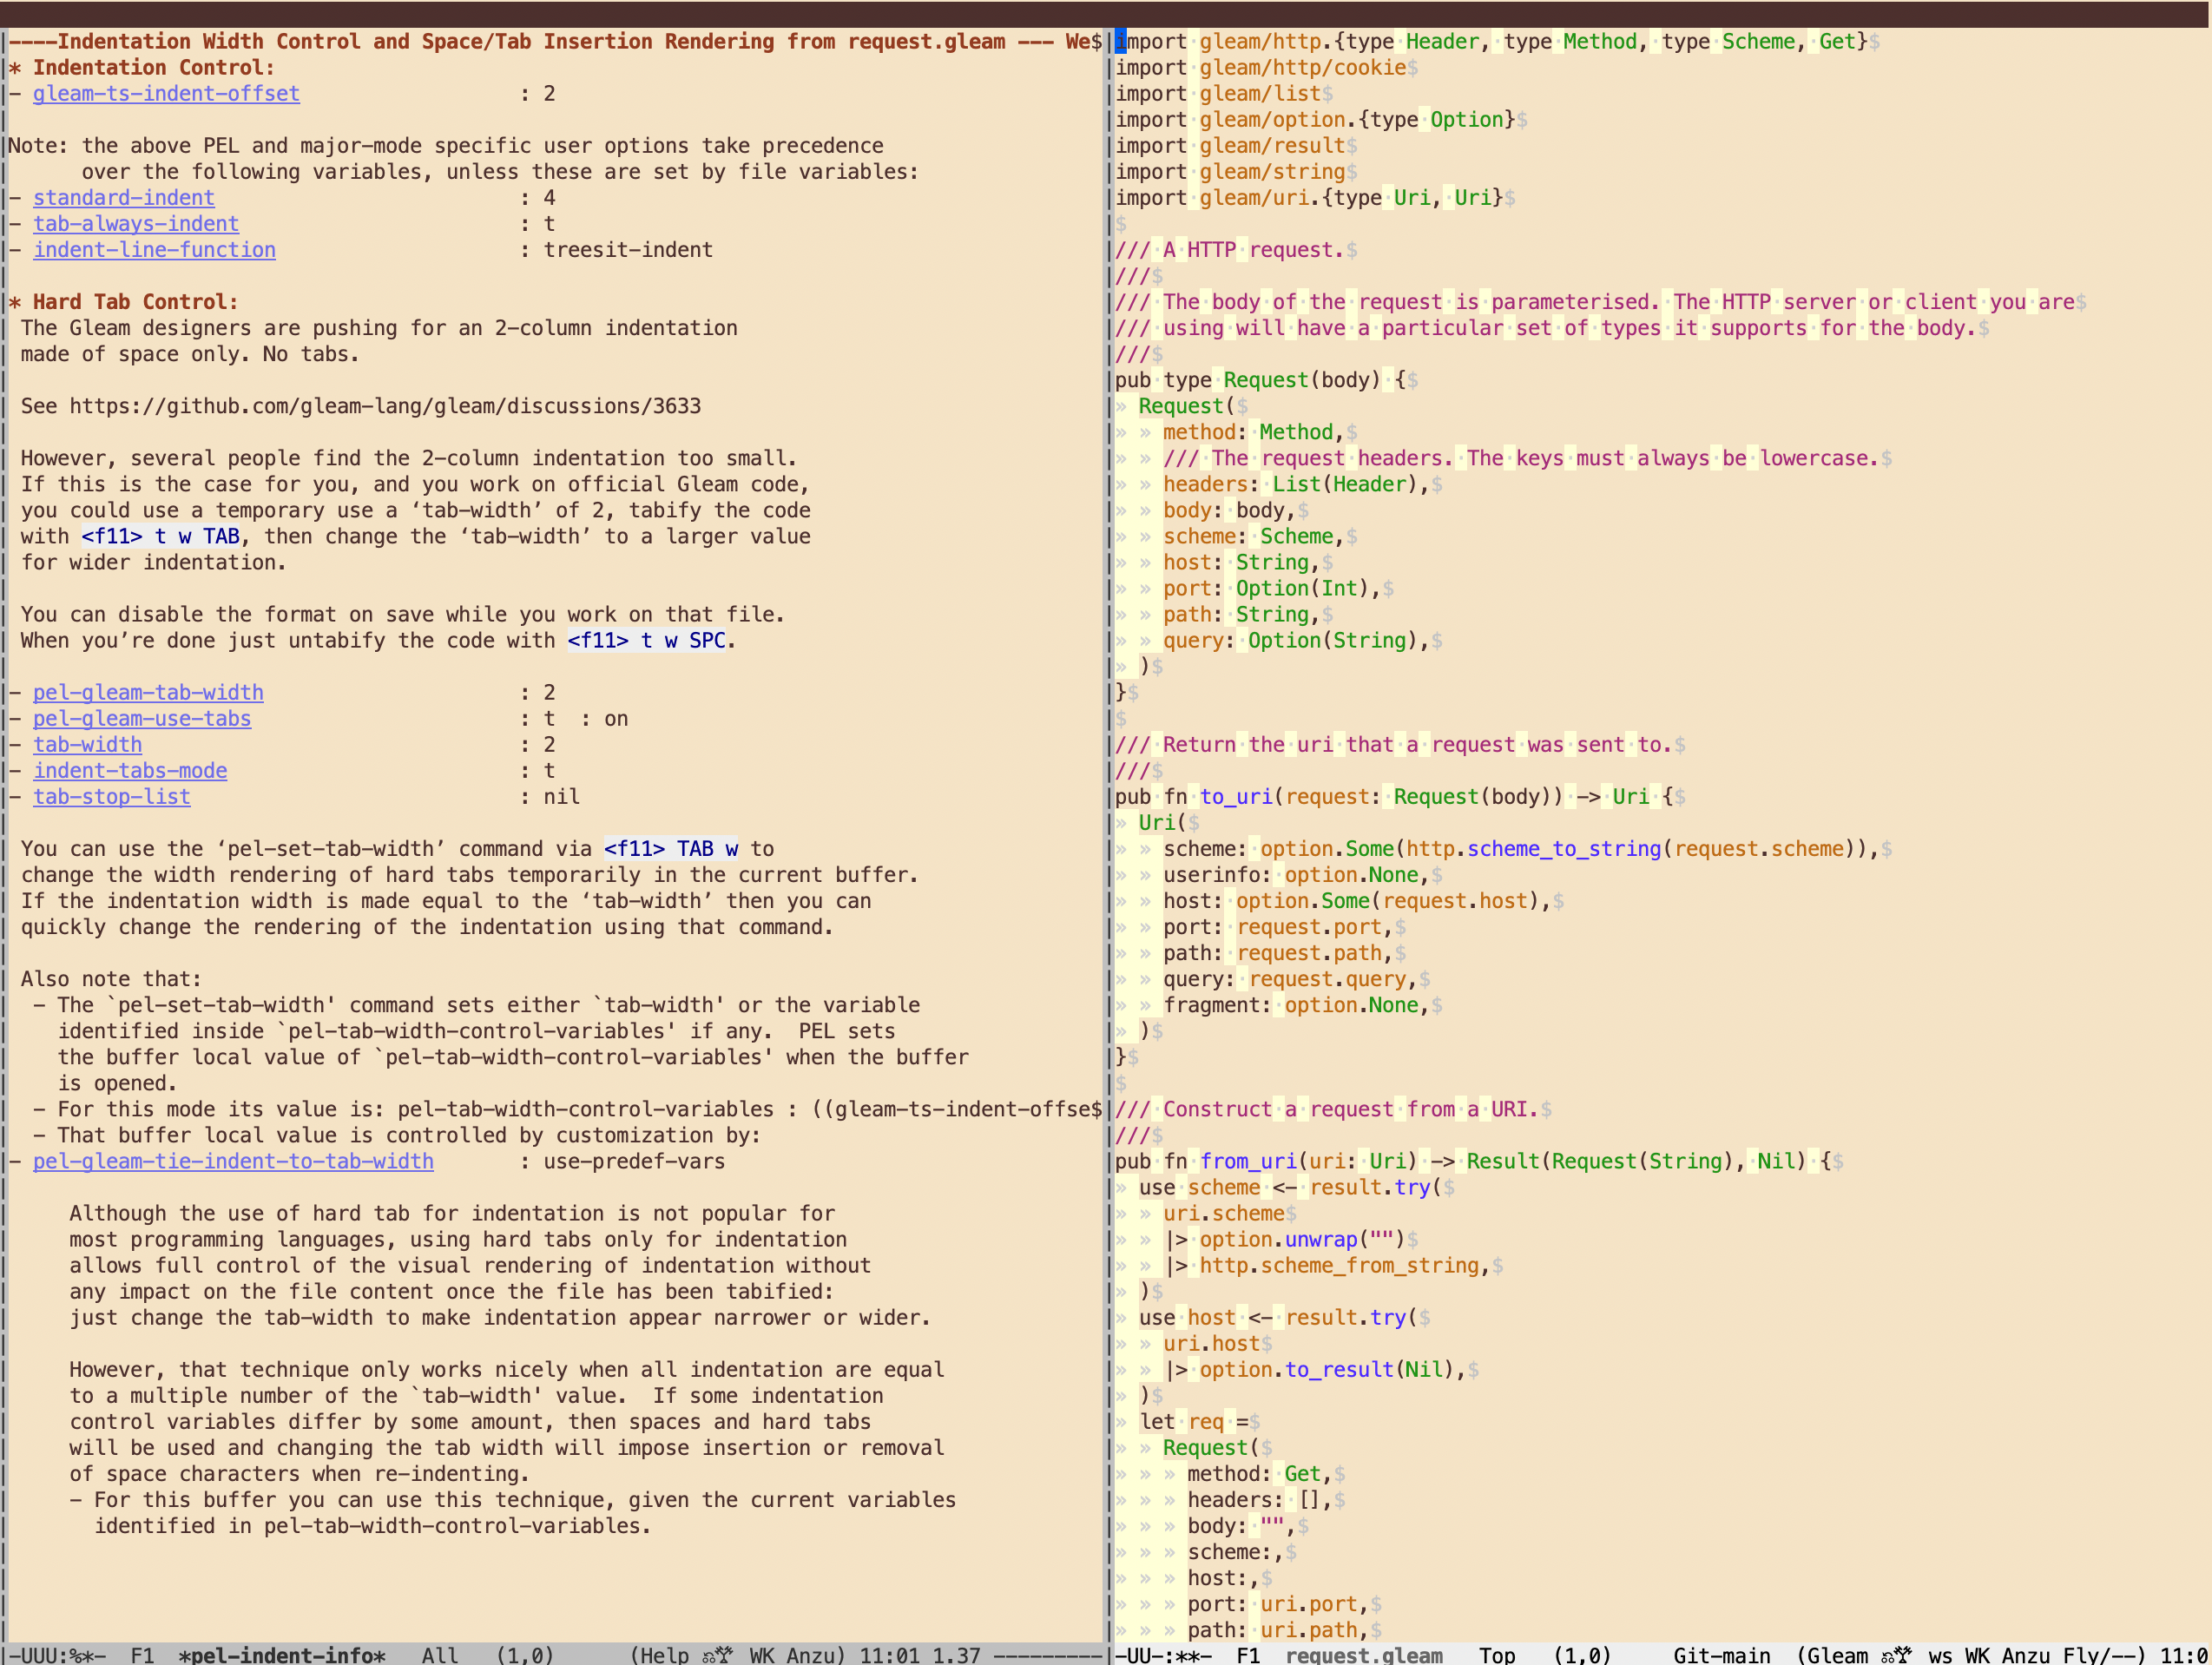 ----Indentation Width Control and Space/Tab Insertion Rendering from request.gleam --- We$
* Indentation Control:
- gleam-ts-indent-offset                  : 2

Note: the above PEL and major-mode specific user options take precedence
      over the following variables, unless these are set by file variables:
- standard-indent                         : 4
- tab-always-indent                       : t
- indent-line-function                    : treesit-indent

* Hard Tab Control:
 The Gleam designers are pushing for an 2-column indentation
 made of space only. No tabs.

 See https://github.com/gleam-lang/gleam/discussions/3633

 However, several people find the 2-column indentation too small.
 If this is the case for you, and you work on official Gleam code,
 you could use a temporary use a ‘tab-width’ of 2, tabify the code
 with <f11> t w TAB, then change the ‘tab-width’ to a larger value
 for wider indentation.

 You can disable the format on save while you work on that file.
 When you’re done just untabify the code with <f11> t w SPC.

- pel-gleam-tab-width                     : 2
- pel-gleam-use-tabs                      : t  : on
- tab-width                               : 2
- indent-tabs-mode                        : t
- tab-stop-list                           : nil

 You can use the ‘pel-set-tab-width’ command via <f11> TAB w to
 change the width rendering of hard tabs temporarily in the current buffer.
 If the indentation width is made equal to the ‘tab-width’ then you can
 quickly change the rendering of the indentation using that command.

 Also note that:
  - The `pel-set-tab-width' command sets either `tab-width' or the variable
    identified inside `pel-tab-width-control-variables' if any.  PEL sets
    the buffer local value of `pel-tab-width-control-variables' when the buffer
    is opened.
  - For this mode its value is: pel-tab-width-control-variables : ((gleam-ts-indent-offse$
  - That buffer local value is controlled by customization by:
- pel-gleam-tie-indent-to-tab-width       : use-predef-vars

     Although the use of hard tab for indentation is not popular for
     most programming languages, using hard tabs only for indentation
     allows full control of the visual rendering of indentation without
     any impact on the file content once the file has been tabified:
     just change the tab-width to make indentation appear narrower or wider.

     However, that technique only works nicely when all indentation are equal
     to a multiple number of the `tab-width' value.  If some indentation
     control variables differ by some amount, then spaces and hard tabs
     will be used and changing the tab width will impose insertion or removal
     of space characters when re-indenting.
     - For this buffer you can use this technique, given the current variables
       identified in pel-tab-width-control-variables.
-UUU:%*-  F1  *pel-indent-info*   All   (1,0)      (Help WK Anzu) 11:01 1.37 ---------
import·gleam/http.{type·Header,·type·Method,·type·Scheme,·Get}$
import·gleam/http/cookie$
import·gleam/list$
import·gleam/option.{type·Option}$
import·gleam/result$
import·gleam/string$
import·gleam/uri.{type·Uri,·Uri}$
$
///·A·HTTP·request.$
///$
///·The·body·of·the·request·is·parameterised.·The·HTTP·server·or·client·you·are$
///·using·will·have·a·particular·set·of·types·it·supports·for·the·body.$
///$
pub·type·Request(body)·{$
» Request($
» » method:·Method,$
» » ///·The·request·headers.·The·keys·must·always·be·lowercase.$
» » headers:·List(Header),$
» » body:·body,$
» » scheme:·Scheme,$
» » host:·String,$
» » port:·Option(Int),$
» » path:·String,$
» » query:·Option(String),$
» )$
}$
$
///·Return·the·uri·that·a·request·was·sent·to.$
///$
pub·fn·to_uri(request:·Request(body))·->·Uri·{$
» Uri($
» » scheme:·option.Some(http.scheme_to_string(request.scheme)),$
» » userinfo:·option.None,$
» » host:·option.Some(request.host),$
» » port:·request.port,$
» » path:·request.path,$
» » query:·request.query,$
» » fragment:·option.None,$
» )$
}$
$
///·Construct·a·request·from·a·URI.$
///$
pub·fn·from_uri(uri:·Uri)·->·Result(Request(String),·Nil)·{$
» use·scheme·<-·result.try($
» » uri.scheme$
» » |>·option.unwrap("")$
» » |>·http.scheme_from_string,$
» )$
» use·host·<-·result.try($
» » uri.host$
» » |>·option.to_result(Nil),$
» )$
» let·req·=$
» » Request($
» » » method:·Get,$
» » » headers:·[],$
» » » body:·"",$
» » » scheme:,$
» » » host:,$
» » » port:·uri.port,$
» » » path:·uri.path,$
-UU-:**-  F1  request.gleam   Top   (1,0)     Git-main  (Gleam ws WK Anzu Fly/--) 11:0